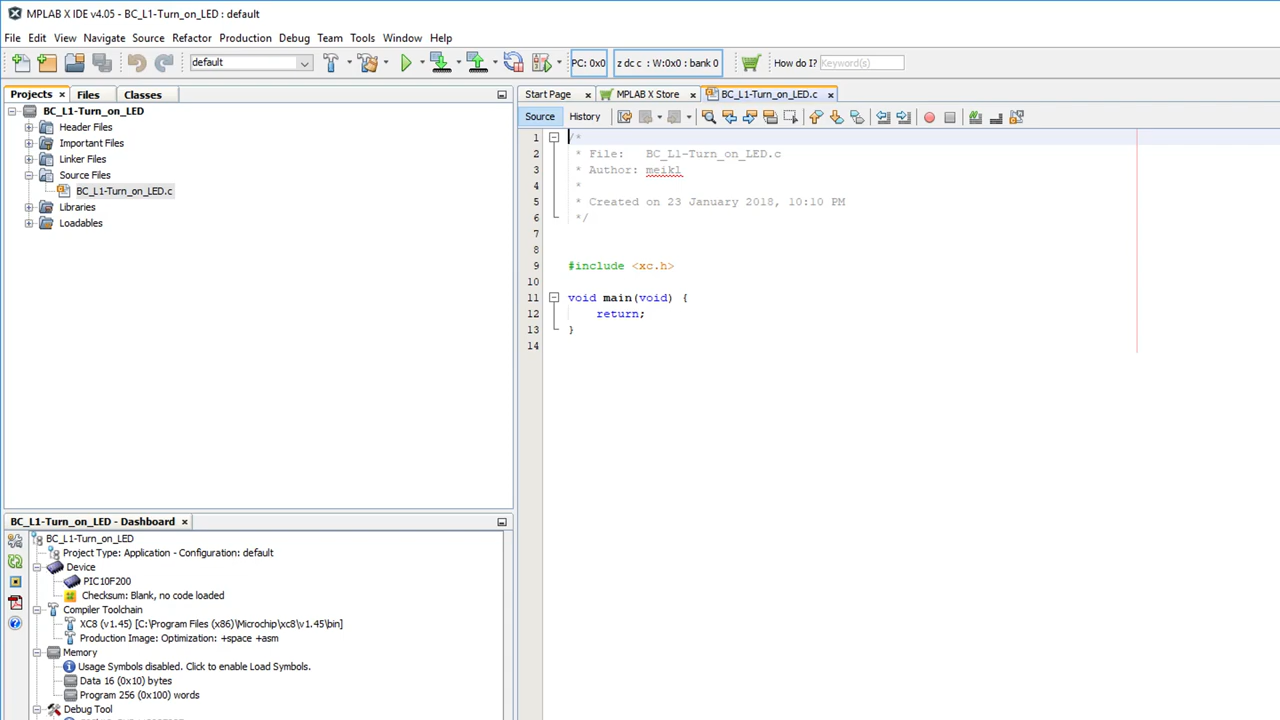 MPLAB X IDE v4.05 - BC_L1-Turn_on_LED : default
File Edit View Navigate Source Refactor Production Debug Team Tools Window Help
default PC: 0x0 z dc c : W:0x0 : bank 0 How do I? Keyword(s)
Projects × Files Classes
BC_L1-Turn_on_LED
Header Files
Important Files
Linker Files
Source Files
BC_L1-Turn_on_LED.c
Libraries
Loadables
BC_L1-Turn_on_LED - Dashboard ×
BC_L1-Turn_on_LED
Project Type: Application - Configuration: default
Device
PIC10F200
Checksum: Blank, no code loaded
Compiler Toolchain
XC8 (v1.45) [C:\Program Files (x86)\Microchip\xc8\v1.45\bin]
Production Image: Optimization: +space +asm
Memory
Usage Symbols disabled. Click to enable Load Symbols.
Data 16 (0x10) bytes
Program 256 (0x100) words
Debug Tool
Start Page × MPLAB X Store × BC_L1-Turn_on_LED.c ×
Source History
1 /*
2 * File: BC_L1-Turn_on_LED.c
3 * Author: meikl
4 *
5 * Created on 23 January 2018, 10:10 PM
6 */
7
8
9 #include <xc.h>
10
11 void main(void) {
12 return;
13 }
14